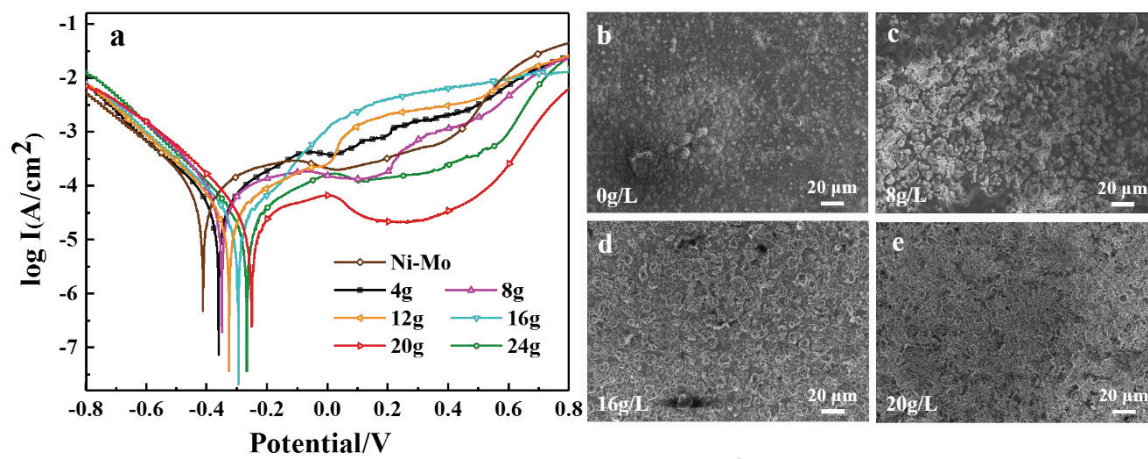 a
-1
-2
-3
-4
-5
-6
-7
log I(A/cm²)
Ni-Mo
4g 8g
12g 16g
20g 24g
-0.8 -0.6 -0.4 -0.2 0.0 0.2 0.4 0.6 0.8
Potential/V
b
0g/L
20 μm
c
8g/L
20 μm
d
16g/L
20 μm
e
20g/L
20 μm